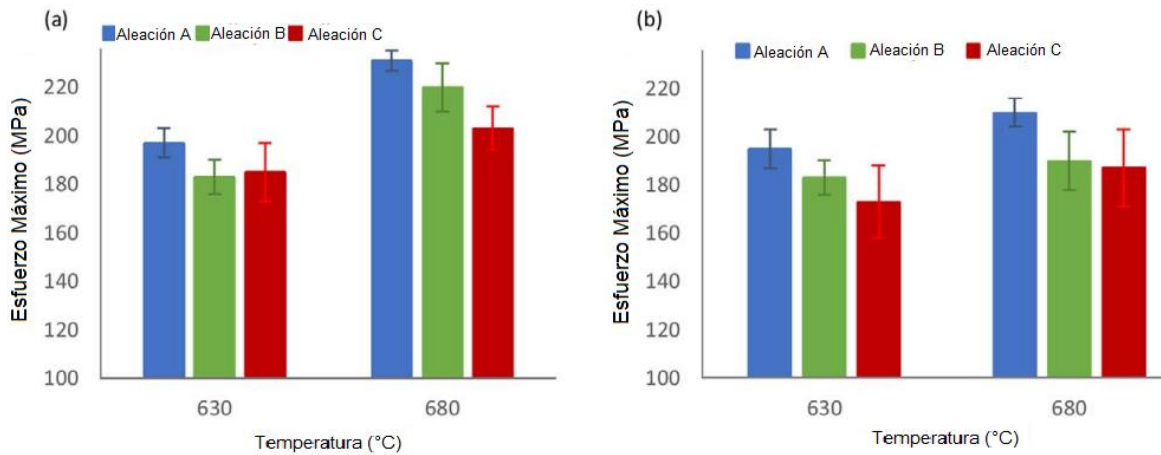 (a)
Aleación A Aleación B Aleación C
Esfuerzo Máximo (MPa)
220
200
180
160
140
120
100
630 680
Temperatura (°C)
(b)
Aleación A Aleación B Aleación C
Esfuerzo Máximo (MPa)
220
200
180
160
140
120
100
630 680
Temperatura (°C)